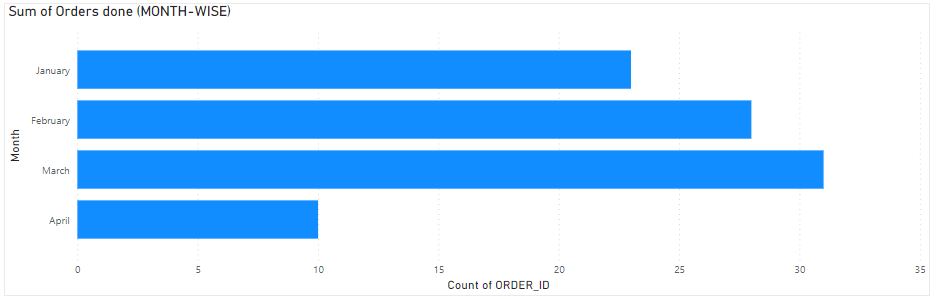 Sum of Orders done (MONTH-WISE)
January
February
March
April
Month
0 5 10 15 20 25 30 35
Count of ORDER_ID